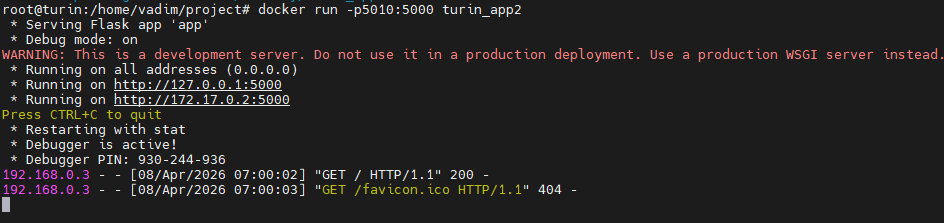 root@turin:/home/vadim/project# docker run -p5010:5000 turin_app2
 * Serving Flask app 'app'
 * Debug mode: on
WARNING: This is a development server. Do not use it in a production deployment. Use a production WSGI server instead.
 * Running on all addresses (0.0.0.0)
 * Running on http://127.0.0.1:5000
 * Running on http://172.17.0.2:5000
Press CTRL+C to quit
 * Restarting with stat
 * Debugger is active!
 * Debugger PIN: 930-244-936
192.168.0.3 - - [08/Apr/2026 07:00:02] "GET / HTTP/1.1" 200 -
192.168.0.3 - - [08/Apr/2026 07:00:03] "GET /favicon.ico HTTP/1.1" 404 -